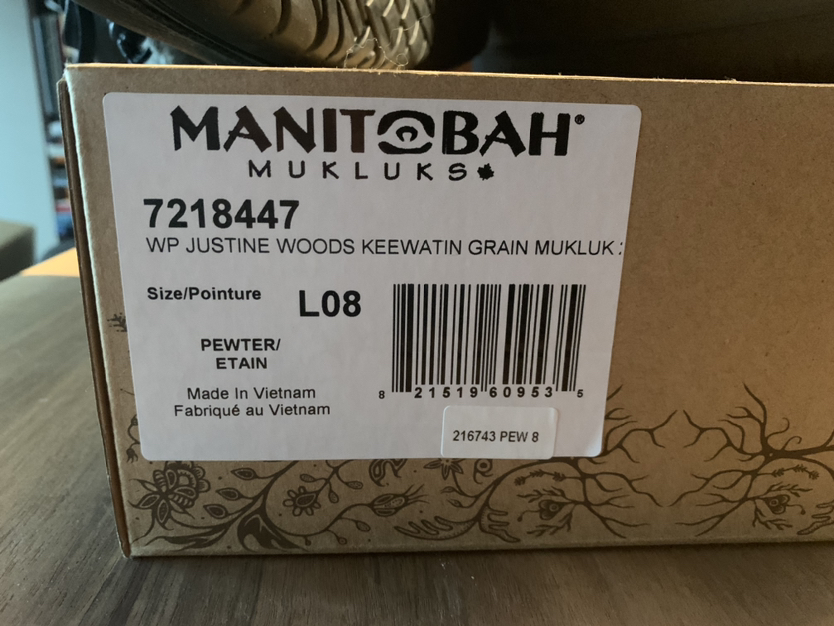 MANITOBAH®
MUKLUKS
7218447
WP JUSTINE WOODS KEEWATIN GRAIN MUKLUK
Size/Pointure L08
PEWTER/
ETAIN
Made In Vietnam
Fabriqué au Vietnam
8 21519 60953 5
216743 PEW 8